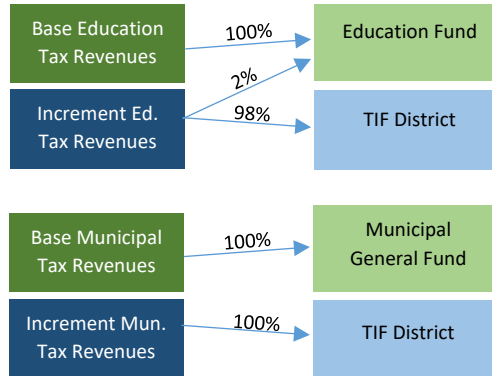 Base Education
Tax Revenues
100%
Education Fund
2%
Increment Ed.
Tax Revenues
98%
TIF District
Base Municipal
Tax Revenues
100%
Municipal
General Fund
Increment Mun.
Tax Revenues
100%
TIF District